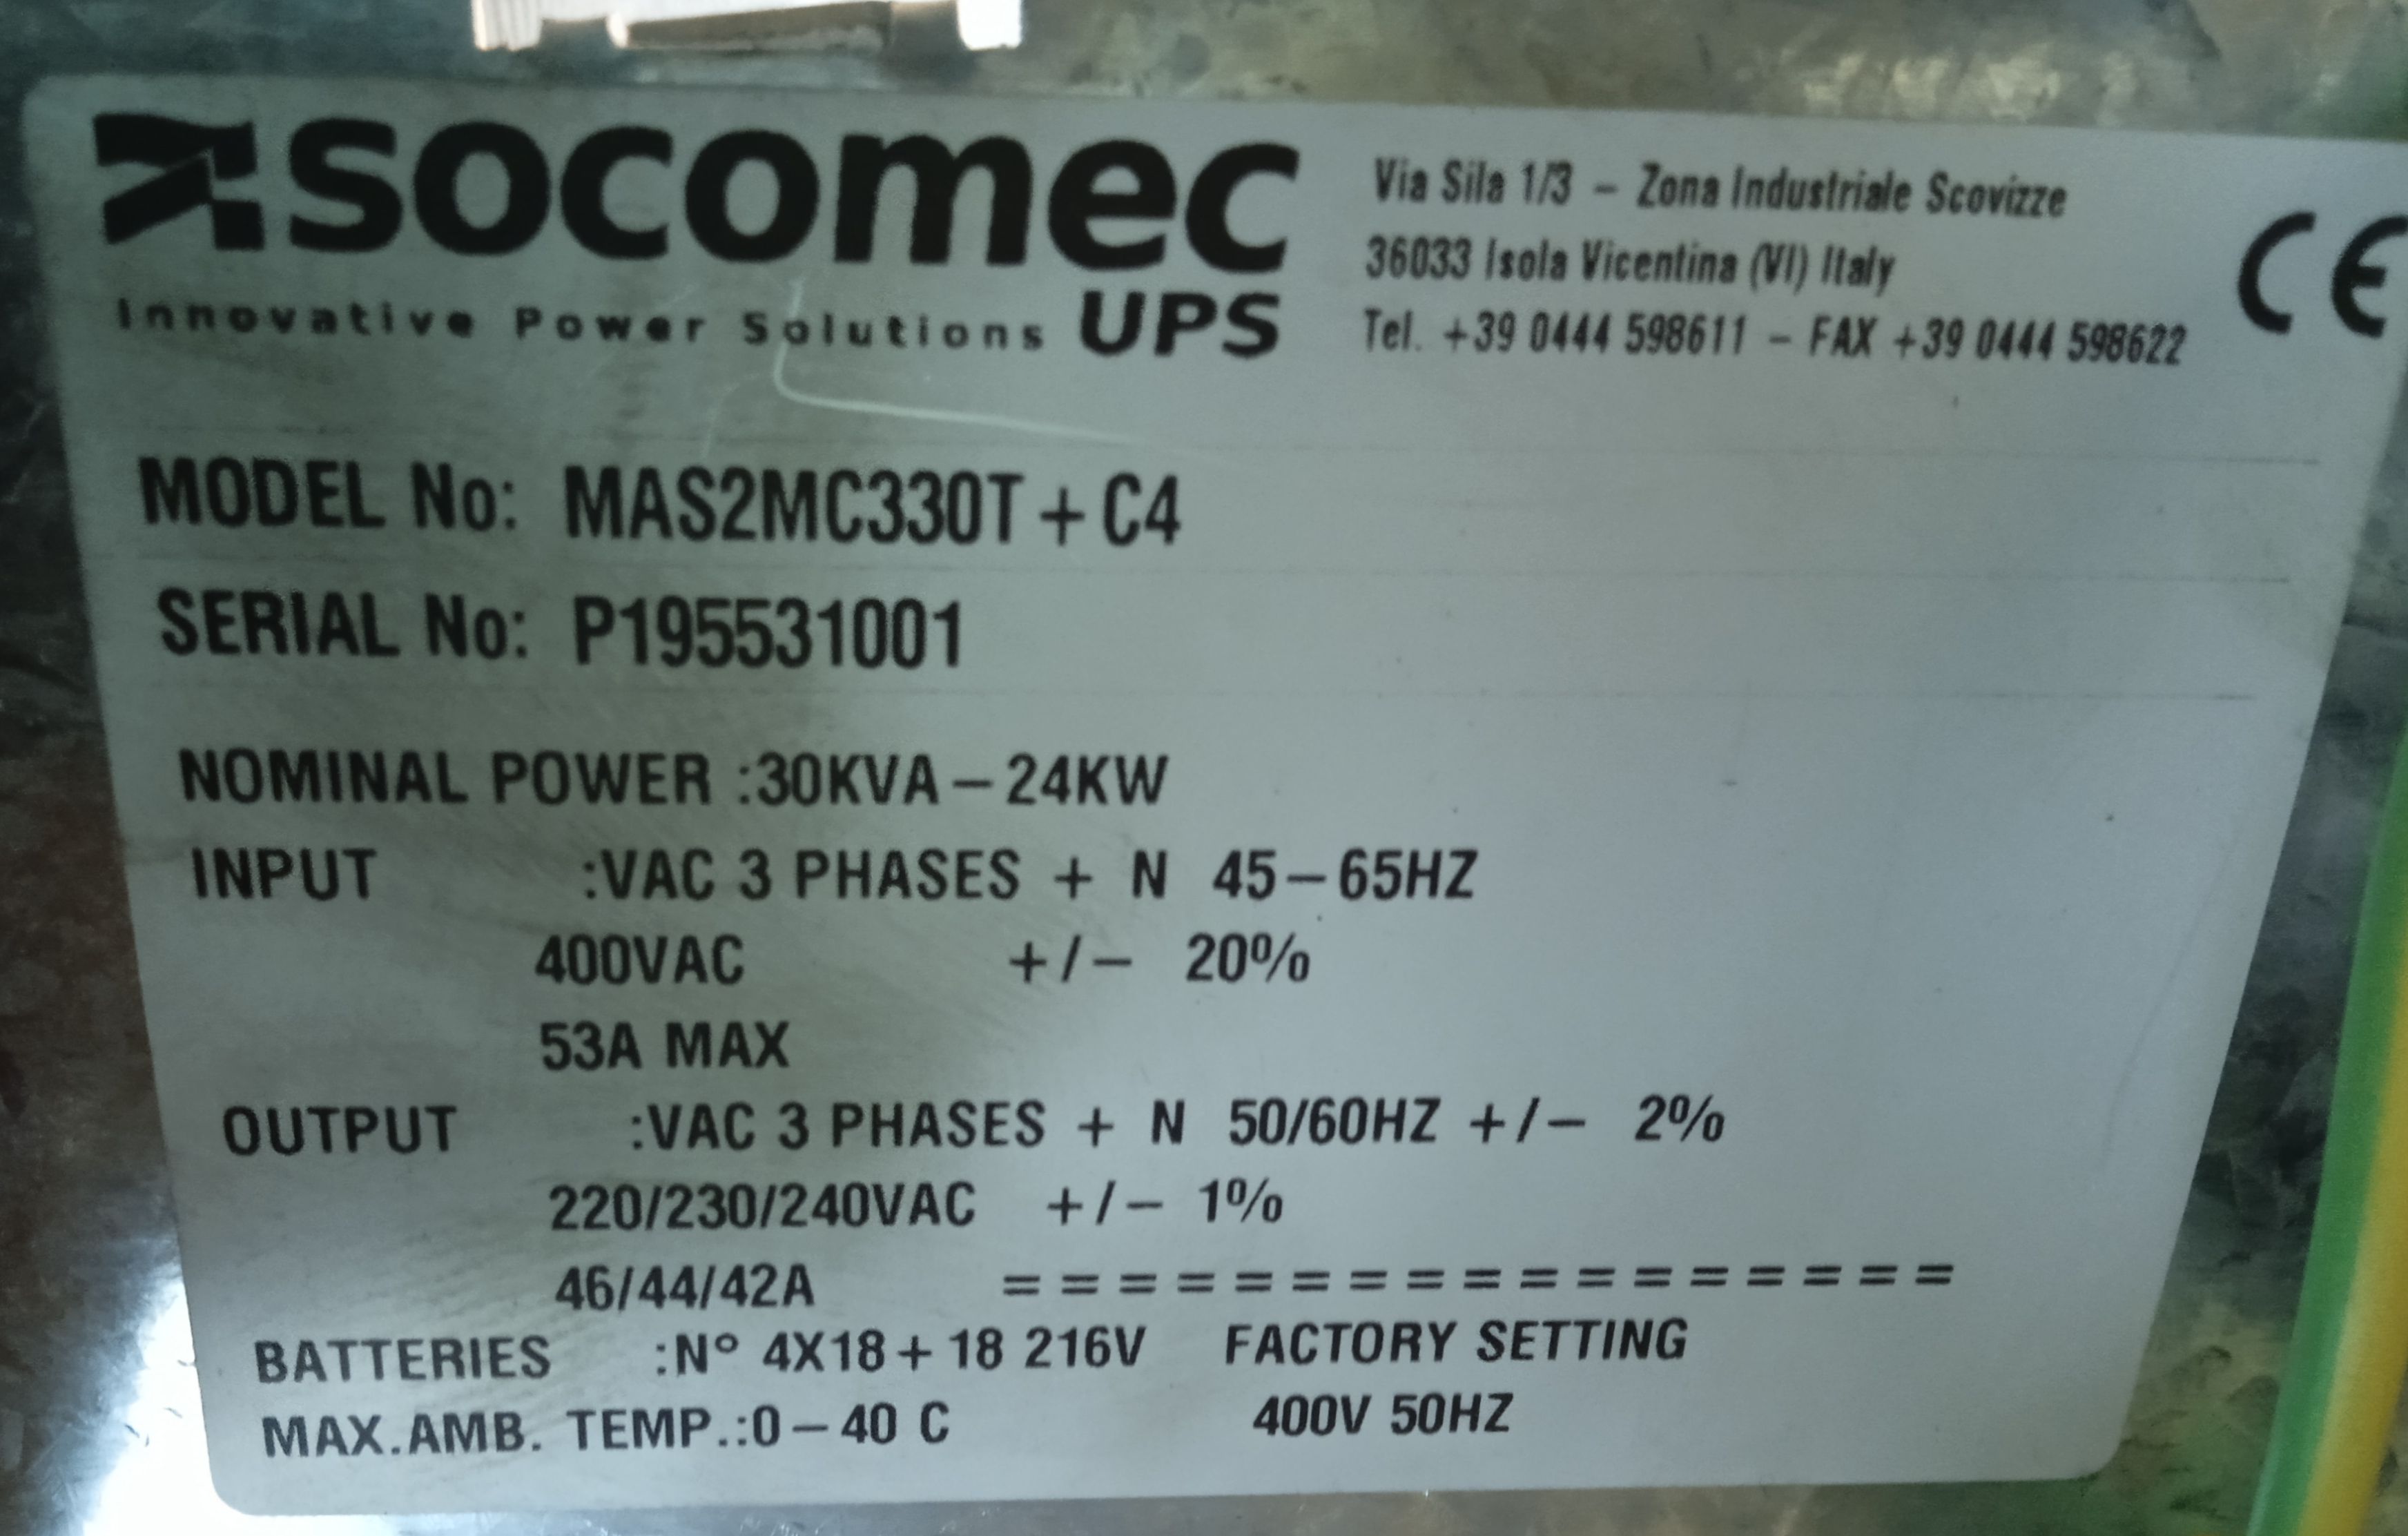 socomec
Innovative Power Solutions UPS
Via Sila 1/3 – Zona Industriale Scovizze
36033 Isola Vicentina (VI) Italy
Tel. +39 0444 598611 – FAX +39 0444 598622
CE
MODEL No: MAS2MC330T + C4
SERIAL No: P195531001
NOMINAL POWER :30KVA – 24KW
INPUT :VAC 3 PHASES + N 45–65HZ
400VAC +/– 20%
53A MAX
OUTPUT :VAC 3 PHASES + N 50/60HZ +/– 2%
220/230/240VAC +/– 1%
46/44/42A = = = = = = = = = = = = = = = = =
BATTERIES :N° 4X18 + 18 216V FACTORY SETTING
MAX.AMB. TEMP.:0 – 40 C 400V 50HZ